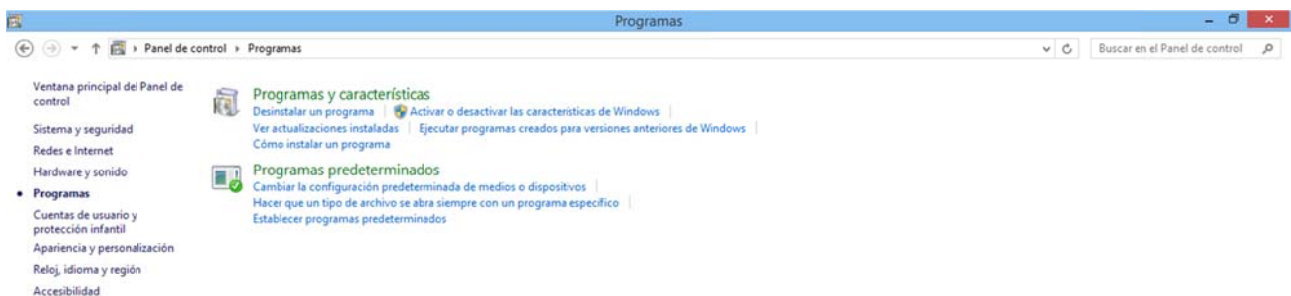 Programas
Panel de control
Programas
Buscar en el Panel de control
Ventana principal del Panel de
control
Sistema y seguridad
Redes e Internet
Hardware y sonido
Programas
Cuentas de usuario y
protección infantil
Apariencia y personalización
Reloj, idioma y región
Accesibilidad
Programas y características
Desinstalar un programa | Activar o desactivar las características de Windows
Ver actualizaciones instaladas | Ejecutar programas creados para versiones anteriores de Windows
Cómo instalar un programa
Programas predeterminados
Cambiar la configuración predeterminada de medios o dispositivos
Hacer que un tipo de archivo se abra siempre con un programa específico
Establecer programas predeterminados